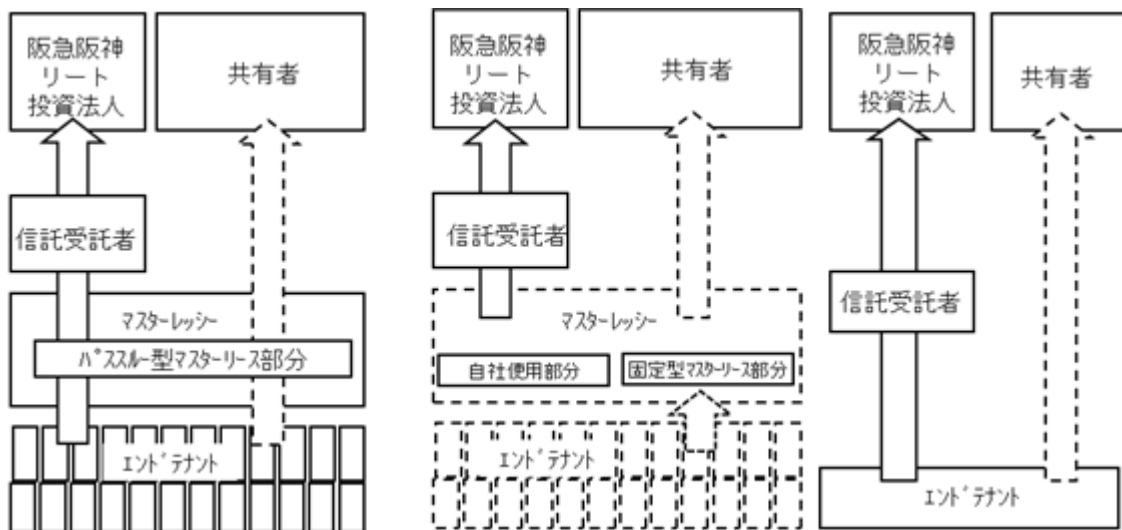 阪急阪神
リート
投資法人
共有者
信託受託者
ﾏｽﾀｰﾚｯｼｰ
ﾊﾟｽｽﾙｰ型ﾏｽﾀｰﾘｰｽ部分
ｴﾝﾄﾞﾃﾅﾝﾄ
阪急阪神
リート
投資法人
共有者
信託受託者
ﾏｽﾀｰﾚｯｼｰ
自社使用部分
固定型ﾏｽﾀｰﾘｰｽ部分
ｴﾝﾄﾞﾃﾅﾝﾄ
阪急阪神
リート
投資法人
共有者
信託受託者
ｴﾝﾄﾞﾃﾅﾝﾄ